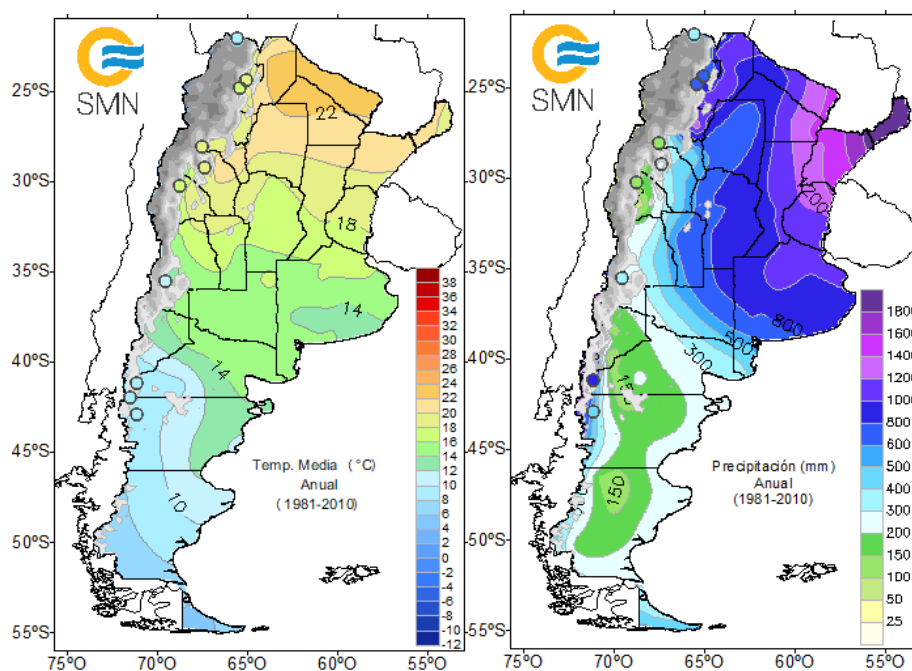 SMN
25ºS
30ºS
35ºS
40ºS
45ºS
50ºS
55ºS
75ºO
70ºO
65ºO
60ºO
55ºO
22
18
14
14
10
Temp. Media (°C)
Anual
(1981-2010)
38
36
34
32
30
28
26
24
22
20
18
16
14
12
10
8
6
4
2
0
-2
-4
-6
-8
-10
-12
SMN
25ºS
30ºS
35ºS
40ºS
45ºS
50ºS
55ºS
75ºO
70ºO
65ºO
60ºO
55ºO
800
500
300
150
Precipitación (mm)
Anual
(1981-2010)
1800
1600
1400
1200
1000
800
700
600
500
400
300
200
150
100
50
25